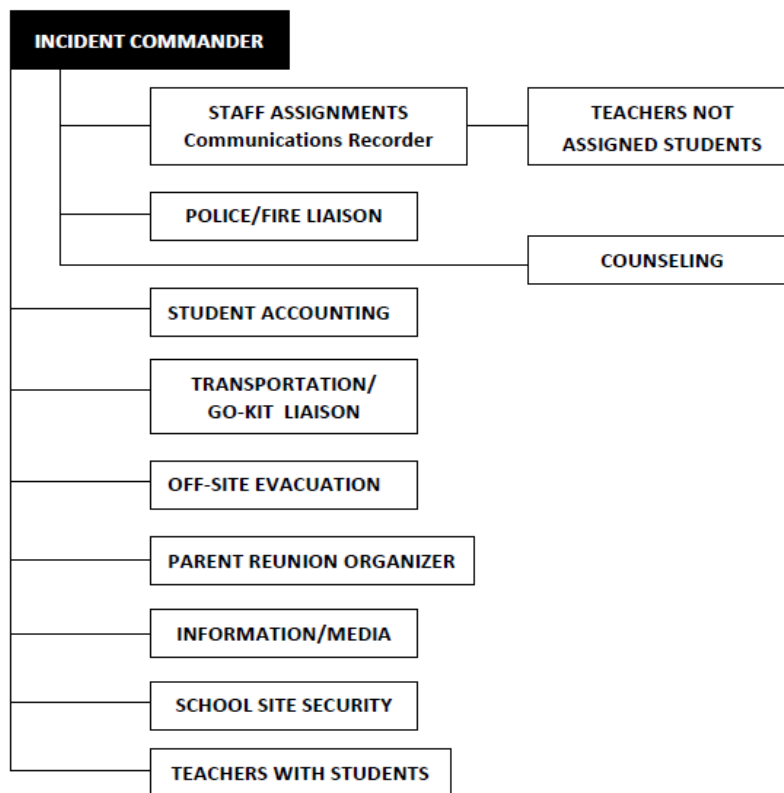 INCIDENT COMMANDER
STAFF ASSIGNMENTS
Communications Recorder
TEACHERS NOT
ASSIGNED STUDENTS
POLICE/FIRE LIAISON
COUNSELING
STUDENT ACCOUNTING
TRANSPORTATION/
GO-KIT LIAISON
OFF-SITE EVACUATION
PARENT REUNION ORGANIZER
INFORMATION/MEDIA
SCHOOL SITE SECURITY
TEACHERS WITH STUDENTS